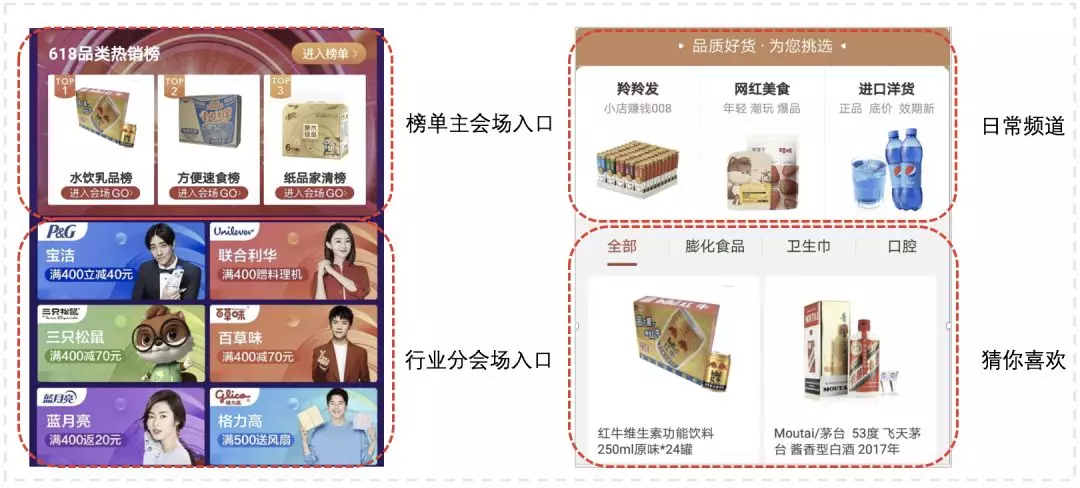 618品类热销榜
进入榜单>
TOP 1
TOP 2
TOP 3
水饮乳品榜
方便速食榜
纸品家清榜
进入会场GO>
进入会场GO>
进入会场GO>
榜单主会场入口
P&G
宝洁
满400立减40元
Unilever
联合利华
满400赠料理机
三只松鼠
Three Squirrels
三只松鼠
满400减70元
百草味
百草味
满400减70元
蓝月亮
蓝月亮
满400返20元
glico
格力高
格力高
满500送风扇
行业分会场入口
品质好货·为您挑选
羚羚发
小店赚钱008
网红美食
年轻 潮玩 爆品
进口洋货
正品 底价 效期新
日常频道
全部
膨化食品
卫生巾
口腔
MOUTAI
红牛维生素功能饮料
250ml原味*24罐
Moutai/茅台 53度 飞天茅
台 酱香型白酒 2017年
猜你喜欢